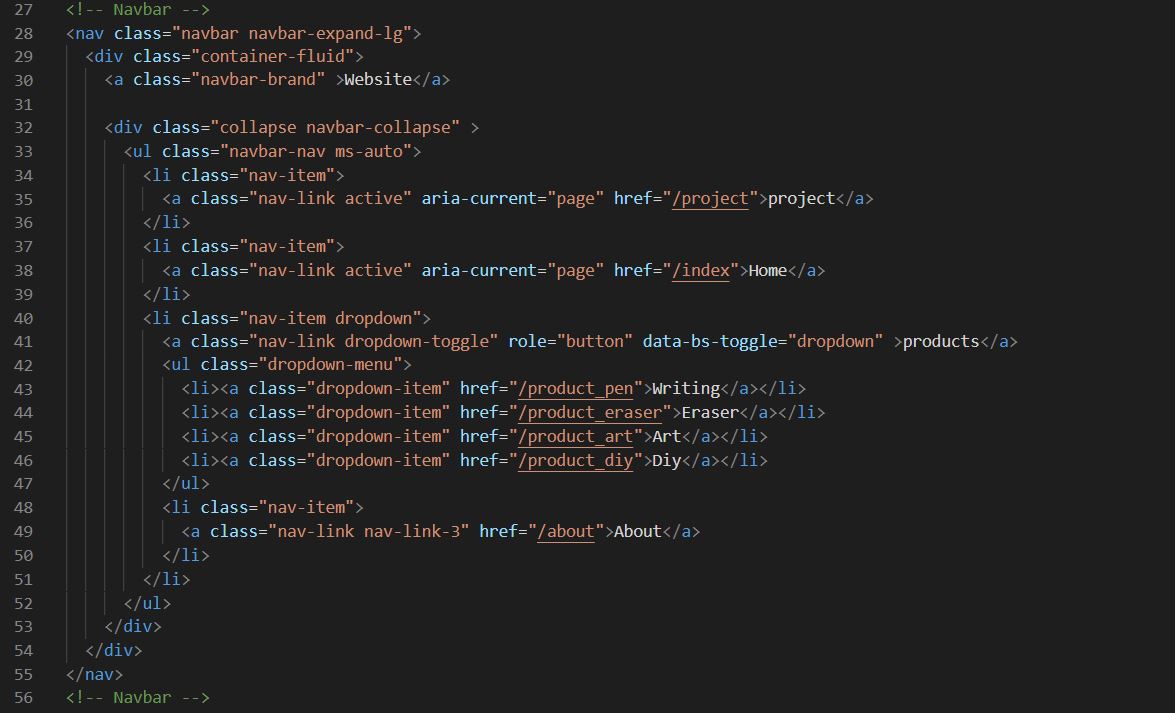 27 <!-- Navbar -->
28 <nav class="navbar navbar-expand-lg">
29   <div class="container-fluid">
30     <a class="navbar-brand" >Website</a>
31
32     <div class="collapse navbar-collapse" >
33       <ul class="navbar-nav ms-auto">
34         <li class="nav-item">
35           <a class="nav-link active" aria-current="page" href="/project">project</a>
36         </li>
37         <li class="nav-item">
38           <a class="nav-link active" aria-current="page" href="/index">Home</a>
39         </li>
40         <li class="nav-item dropdown">
41           <a class="nav-link dropdown-toggle" role="button" data-bs-toggle="dropdown" >products</a>
42           <ul class="dropdown-menu">
43             <li><a class="dropdown-item" href="/product_pen">Writing</a></li>
44             <li><a class="dropdown-item" href="/product_eraser">Eraser</a></li>
45             <li><a class="dropdown-item" href="/product_art">Art</a></li>
46             <li><a class="dropdown-item" href="/product_diy">Diy</a></li>
47           </ul>
48           <li class="nav-item">
49             <a class="nav-link nav-link-3" href="/about">About</a>
50           </li>
51         </li>
52       </ul>
53     </div>
54   </div>
55 </nav>
56 <!-- Navbar -->